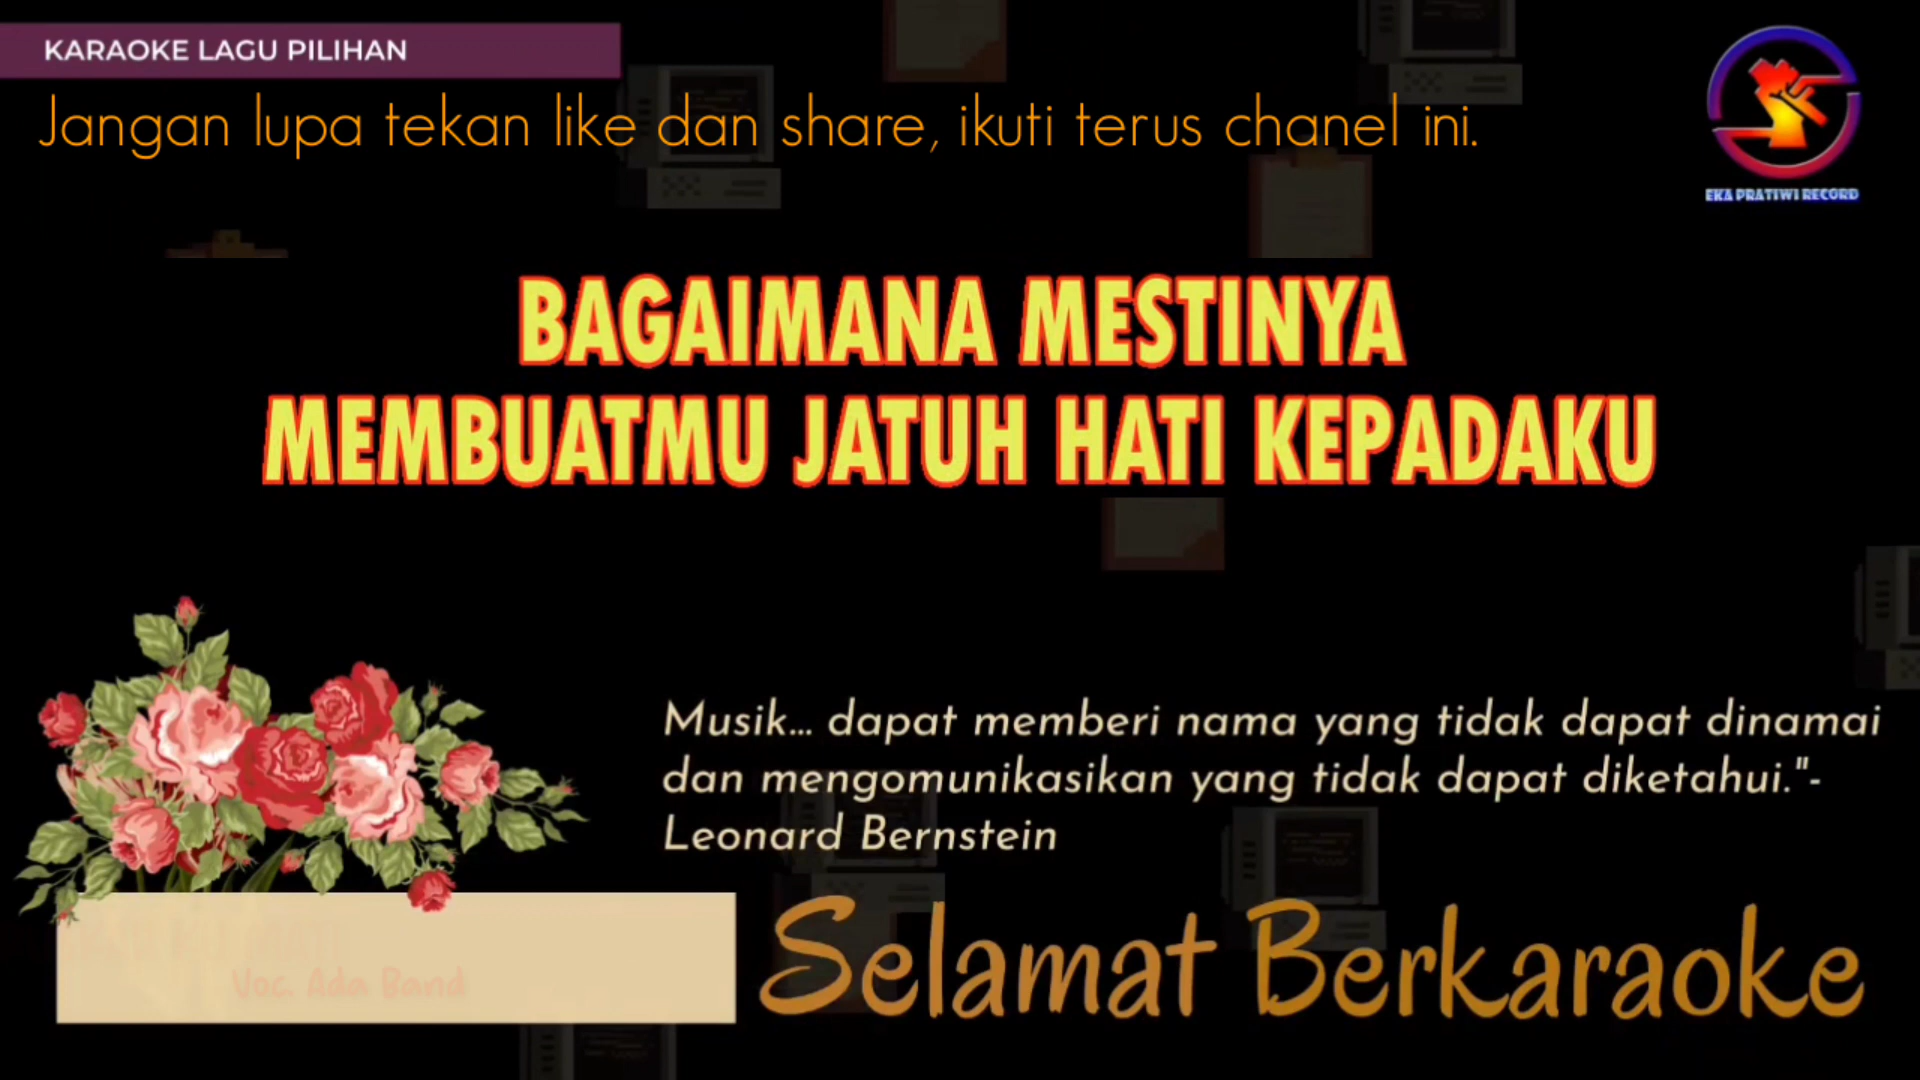 KARAOKE LAGU PILIHAN
Jangan lupa tekan like dan share, ikuti terus chanel ini.
EKA PRATIWI RECORD
BAGAIMANA MESTINYA
MEMBUATMU JATUH HATI KEPADAKU
Musik... dapat memberi nama yang tidak dapat dinamai
dan mengomunikasikan yang tidak dapat diketahui."-
Leonard Bernstein
Voc. Ada Band
Selamat Berkaraoke